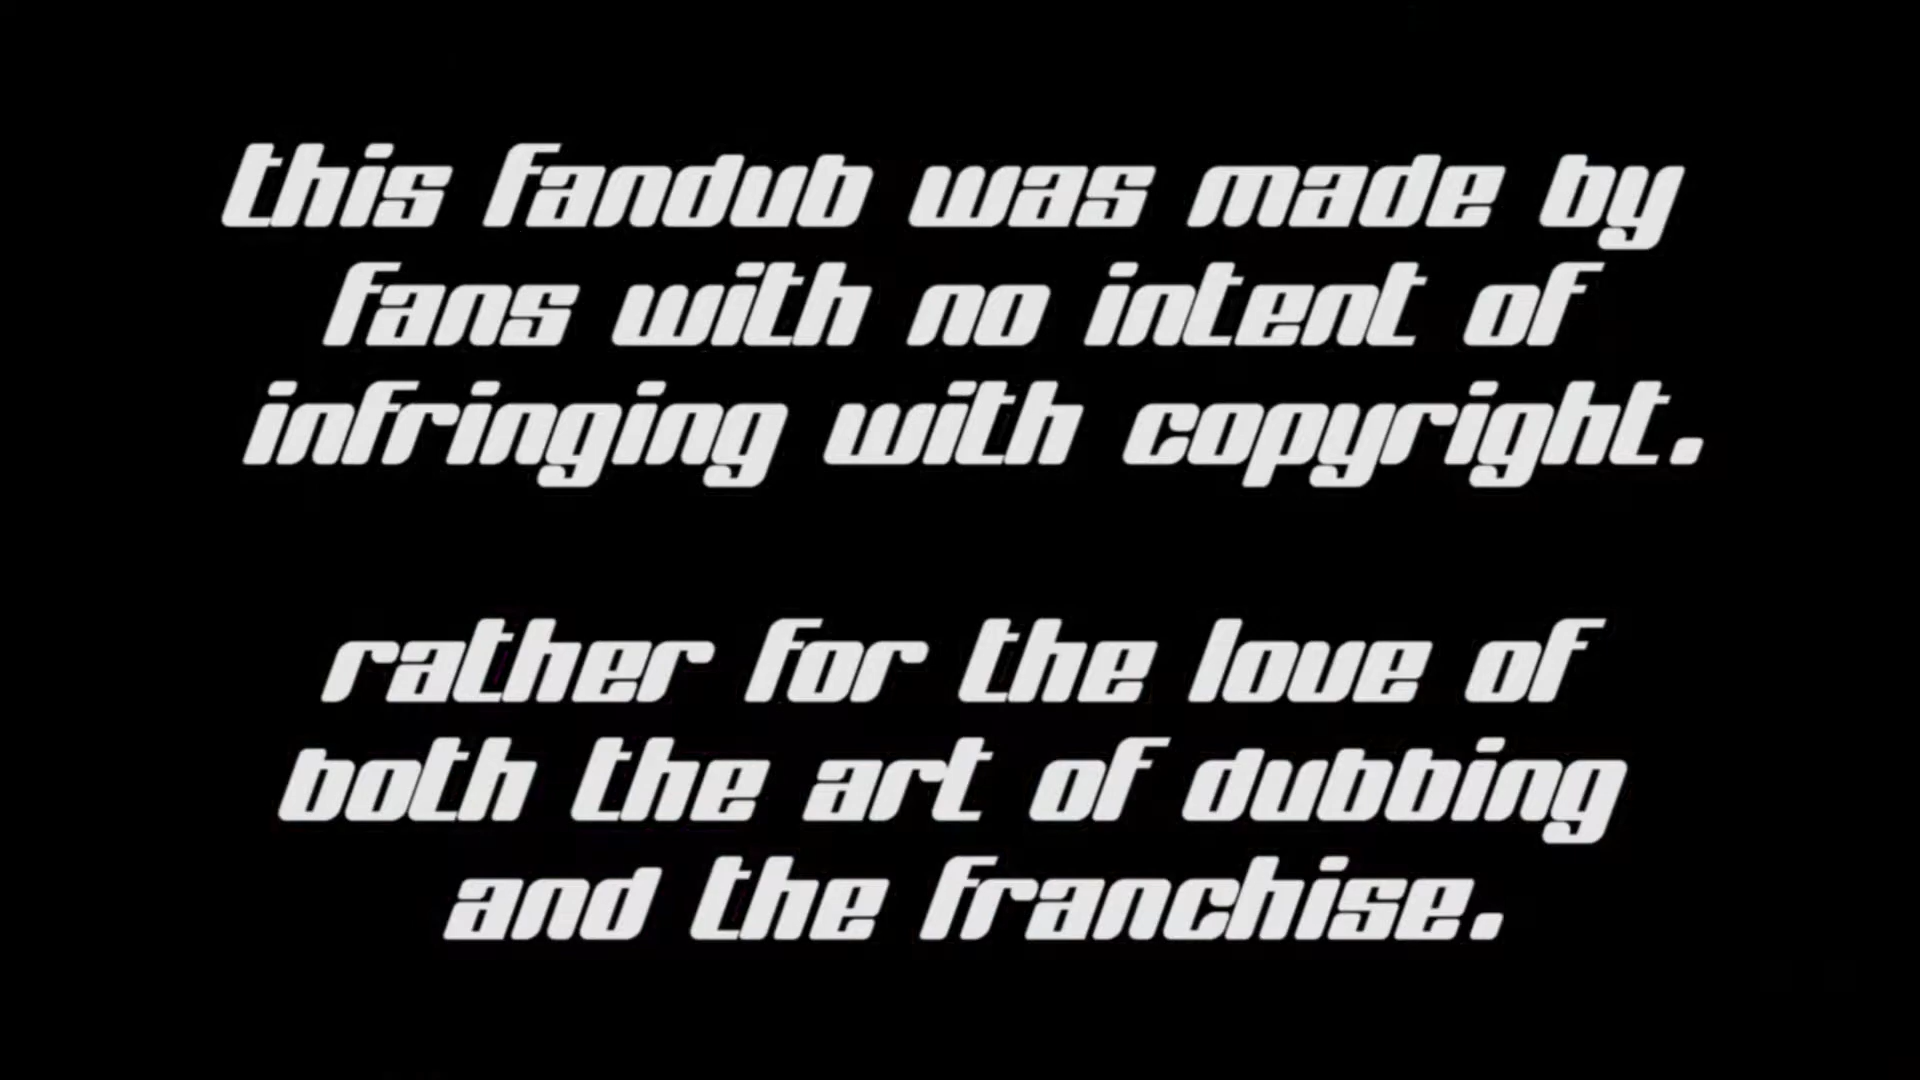 this fandub was made by
fans with no intent of
infringing with copyright.
rather for the love of
both the art of dubbing
and the franchise.